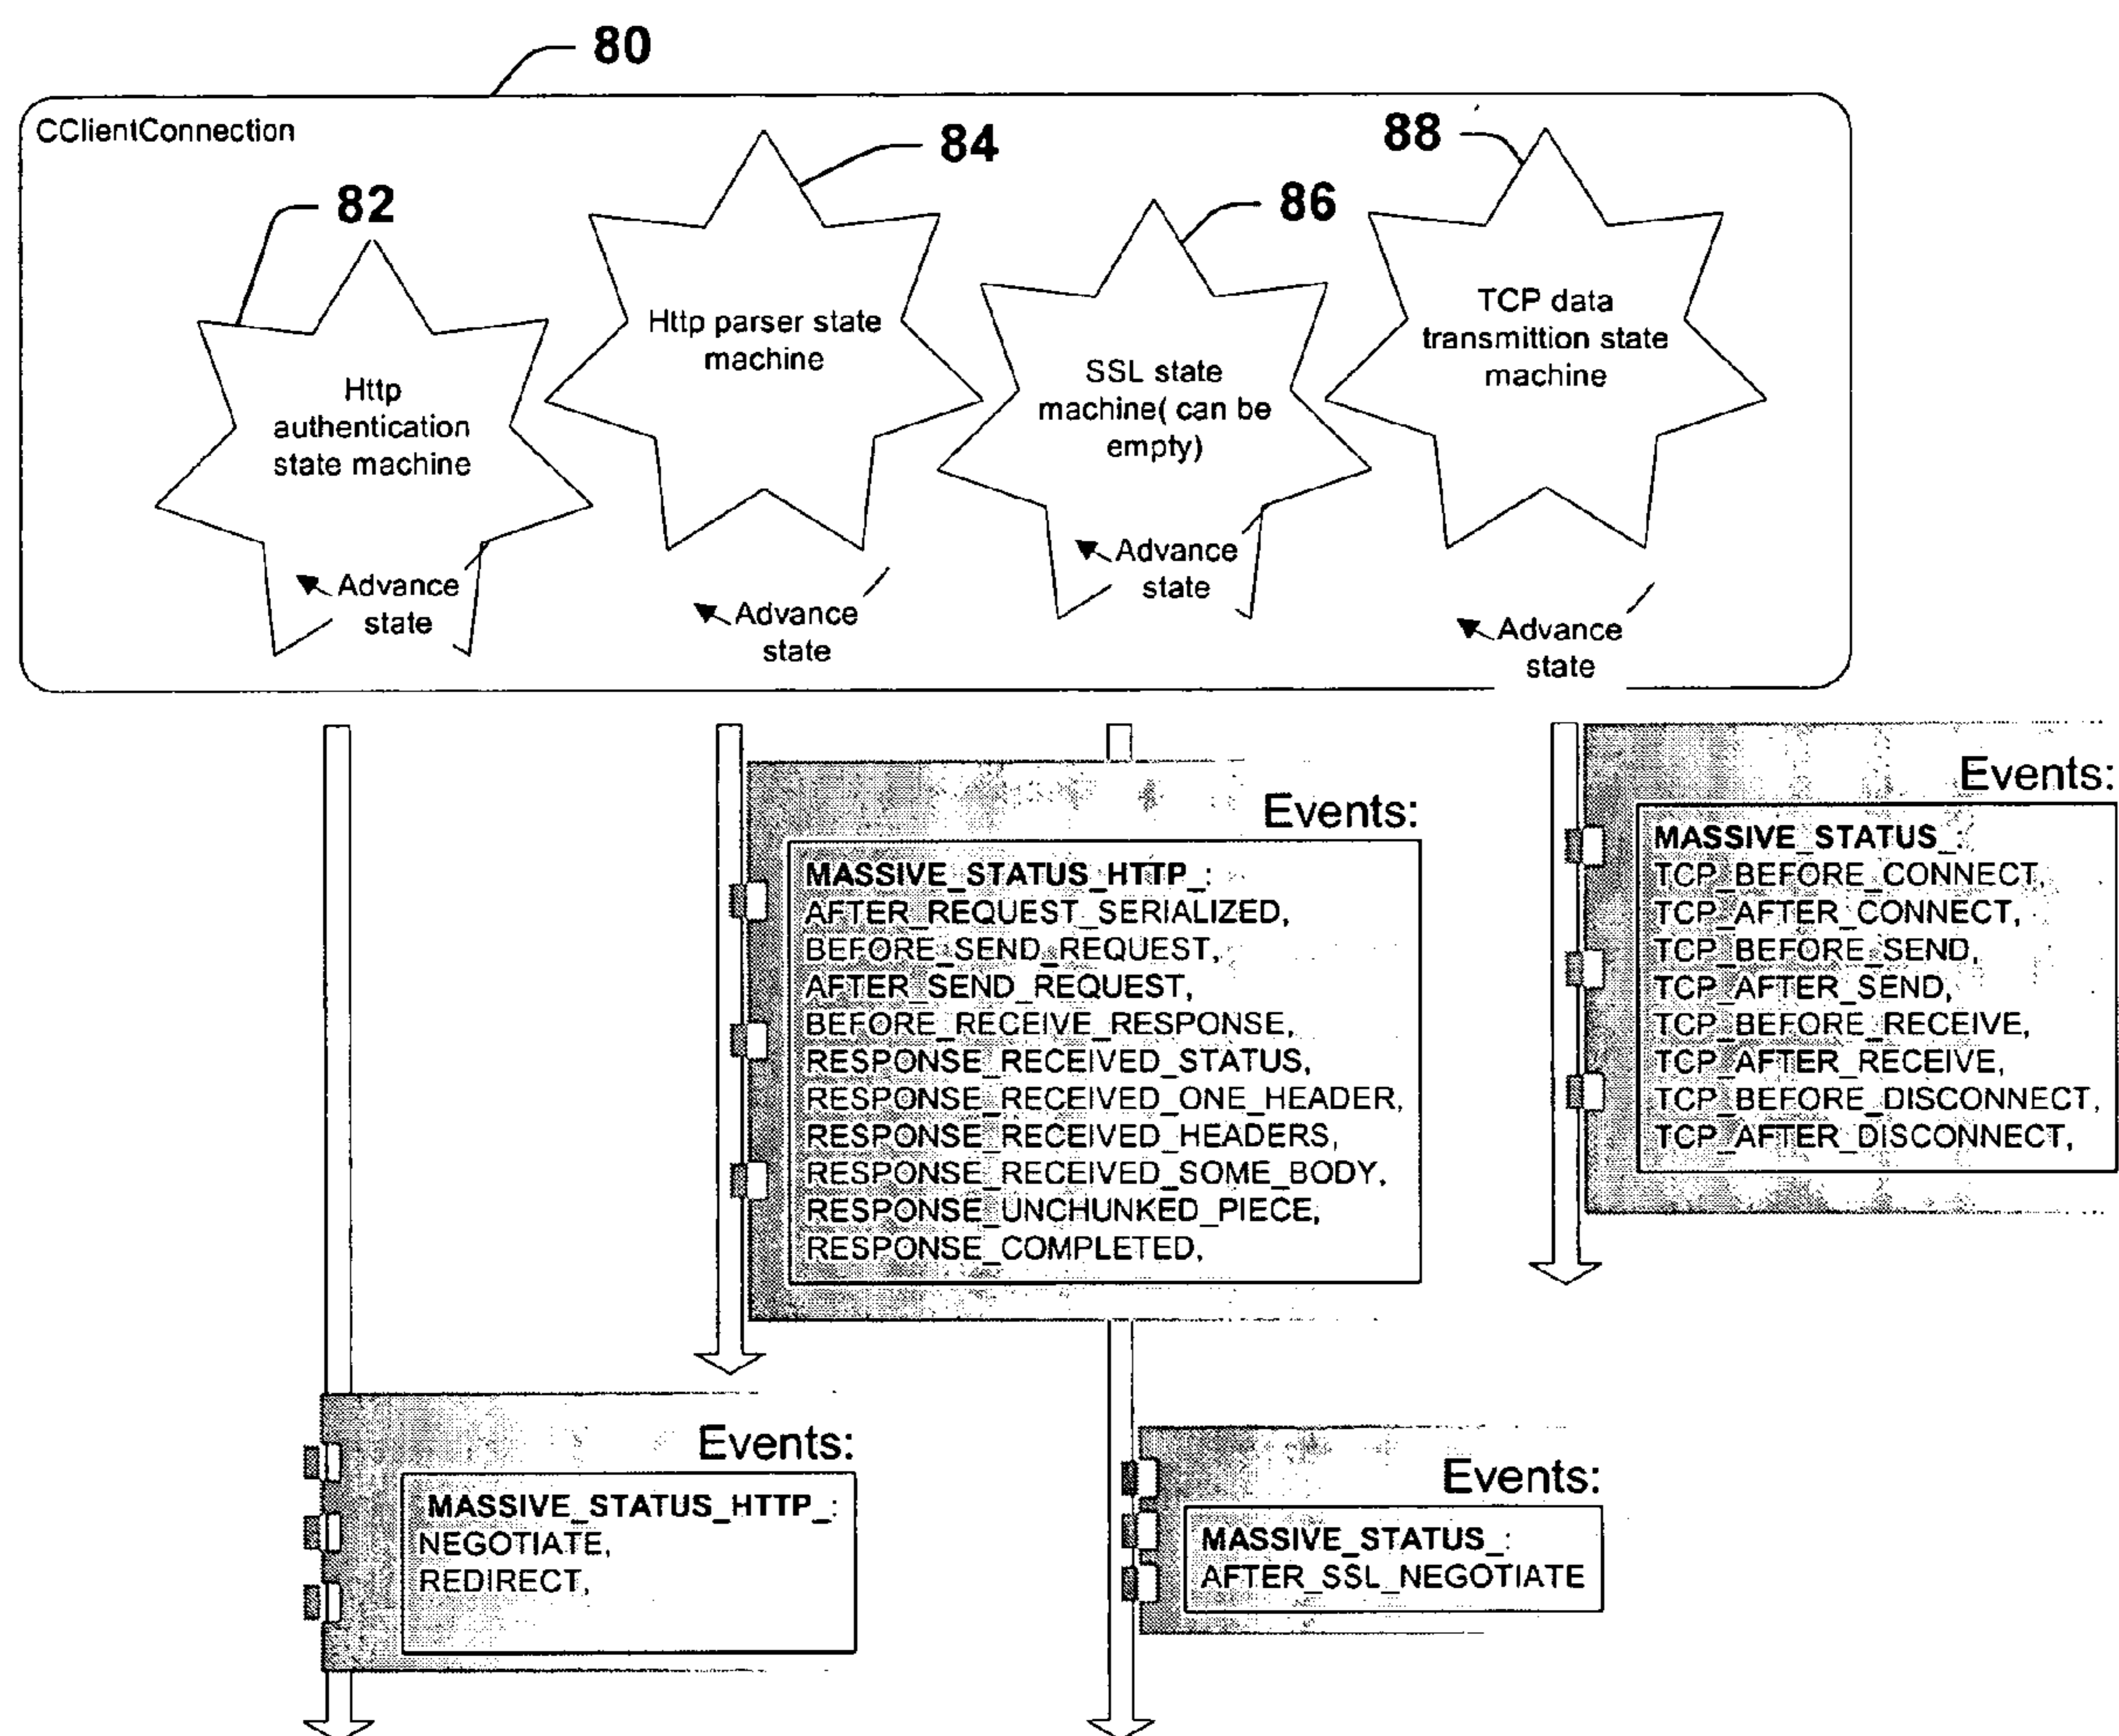 80
CClientConnection
82
84
86
88
Http
authentication
state machine
Advance
state
Http parser state
machine
Advance
state
SSL state
machine( can be
empty)
Advance
state
TCP data
transmittion state
machine
Advance
state
Events:
MASSIVE_STATUS_HTTP_:
AFTER_REQUEST_SERIALIZED,
BEFORE_SEND_REQUEST,
AFTER_SEND_REQUEST,
BEFORE_RECEIVE_RESPONSE,
RESPONSE_RECEIVED_STATUS,
RESPONSE_RECEIVED_ONE_HEADER,
RESPONSE_RECEIVED_HEADERS,
RESPONSE_RECEIVED_SOME_BODY,
RESPONSE_UNCHUNKED_PIECE,
RESPONSE_COMPLETED,
Events:
MASSIVE_STATUS_:
TCP_BEFORE_CONNECT,
TCP_AFTER_CONNECT,
TCP_BEFORE_SEND,
TCP_AFTER_SEND,
TCP_BEFORE_RECEIVE,
TCP_AFTER_RECEIVE,
TCP_BEFORE_DISCONNECT,
TCP_AFTER_DISCONNECT,
Events:
MASSIVE_STATUS_HTTP_:
NEGOTIATE,
REDIRECT,
Events:
MASSIVE_STATUS_:
AFTER_SSL_NEGOTIATE